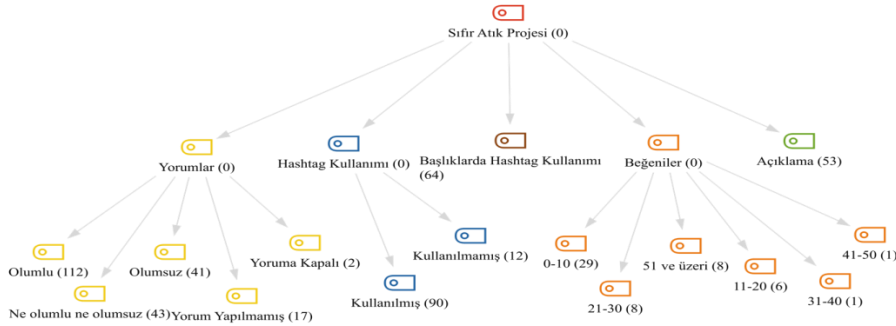 Sıfır Atık Projesi (0)
Yorumlar (0)
Hashtag Kullanımı (0)
Başlıklarda Hashtag Kullanımı
(64)
Beğeniler (0)
Açıklama (53)
Olumlu (112)
Olumsuz (41)
Yoruma Kapalı (2)
Kullanılmamış (12)
0-10 (29)
51 ve üzeri (8)
11-20 (6)
41-50 (1)
Ne olumlu ne olumsuz (43)
Yorum Yapılmamış (17)
Kullanılmış (90)
21-30 (8)
31-40 (1)